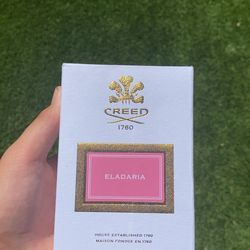 CREED
1760
ELADARIA
HOUSE ESTABLISHED 1760
MAISON FONDÉE EN 1760